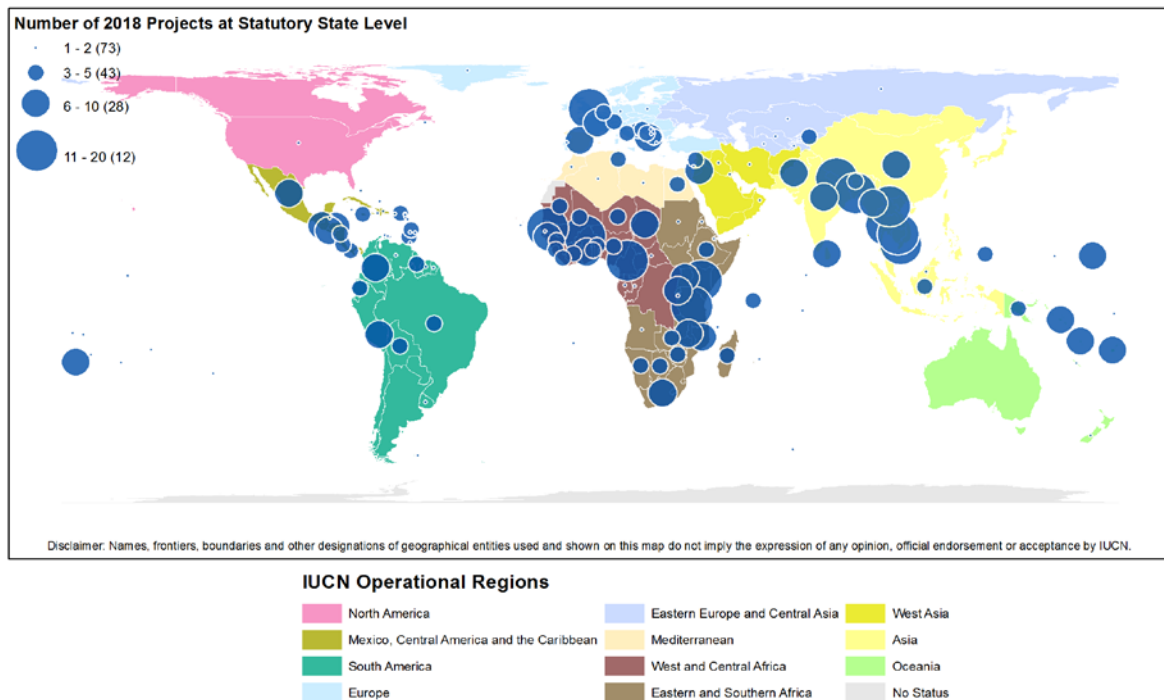 Number of 2018 Projects at Statutory State Level
1 - 2 (73)
3 - 5 (43)
6 - 10 (28)
11 - 20 (12)
Disclaimer: Names, frontiers, boundaries and other designations of geographical entities used and shown on this map do not imply the expression of any opinion, official endorsement or acceptance by IUCN.
IUCN Operational Regions
North America
Mexico, Central America and the Caribbean
South America
Europe
Eastern Europe and Central Asia
Mediterranean
West and Central Africa
Eastern and Southern Africa
West Asia
Asia
Oceania
No Status